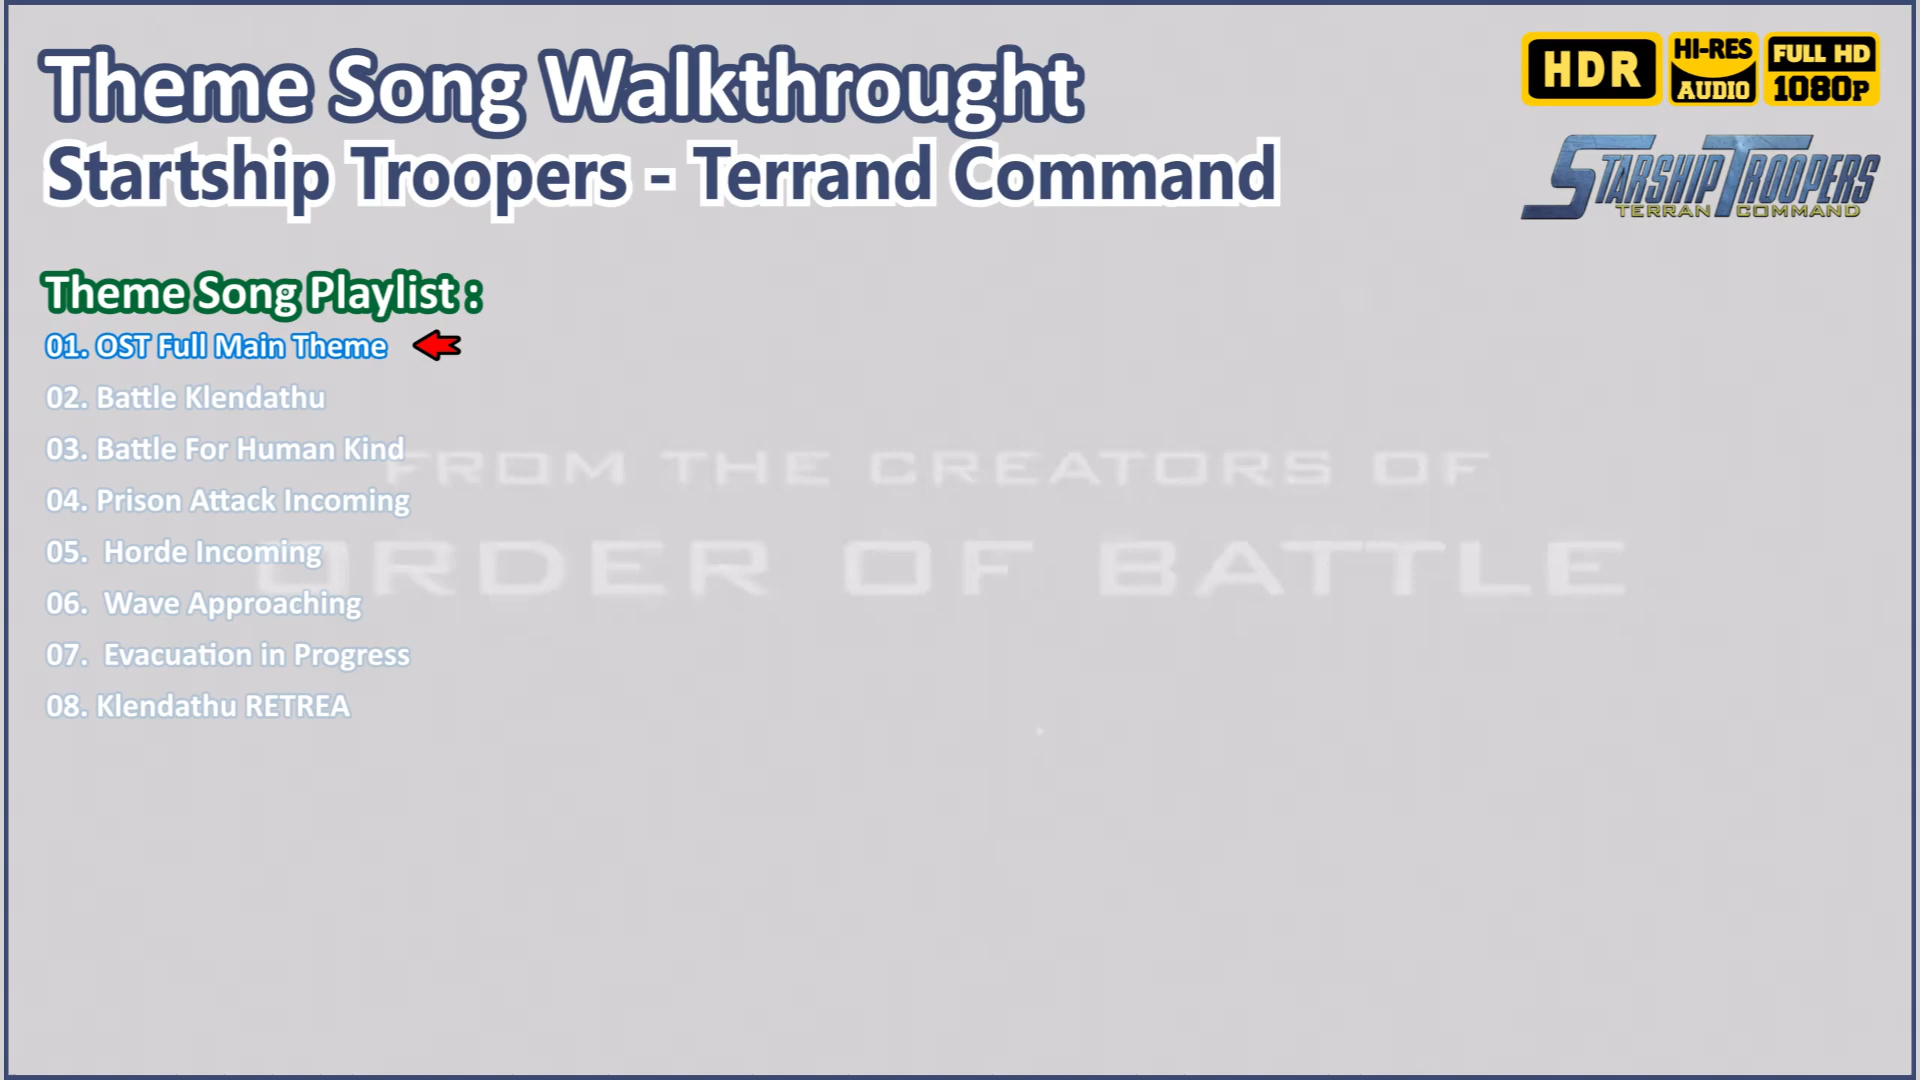 Theme Song Walkthrought
Startship Troopers - Terrand Command
HDR
HI-RES
AUDIO
FULL HD
1080P
STARSHIP TROOPERS
TERRAN COMMAND
Theme Song Playlist :
01. OST Full Main Theme
02. Battle Klendathu
03. Battle For Human Kind
04. Prison Attack Incoming
05. Horde Incoming
06. Wave Approaching
07. Evacuation in Progress
08. Klendathu RETREA
FROM THE CREATORS OF
ORDER OF BATTLE